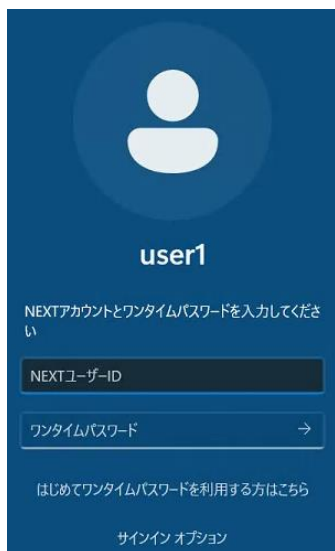 user1
NEXTアカウントとワンタイムパスワードを入力してくださ
い
NEXTユーザーID
ワンタイムパスワード
はじめてワンタイムパスワードを利用する方はこちら
サインイン オプション